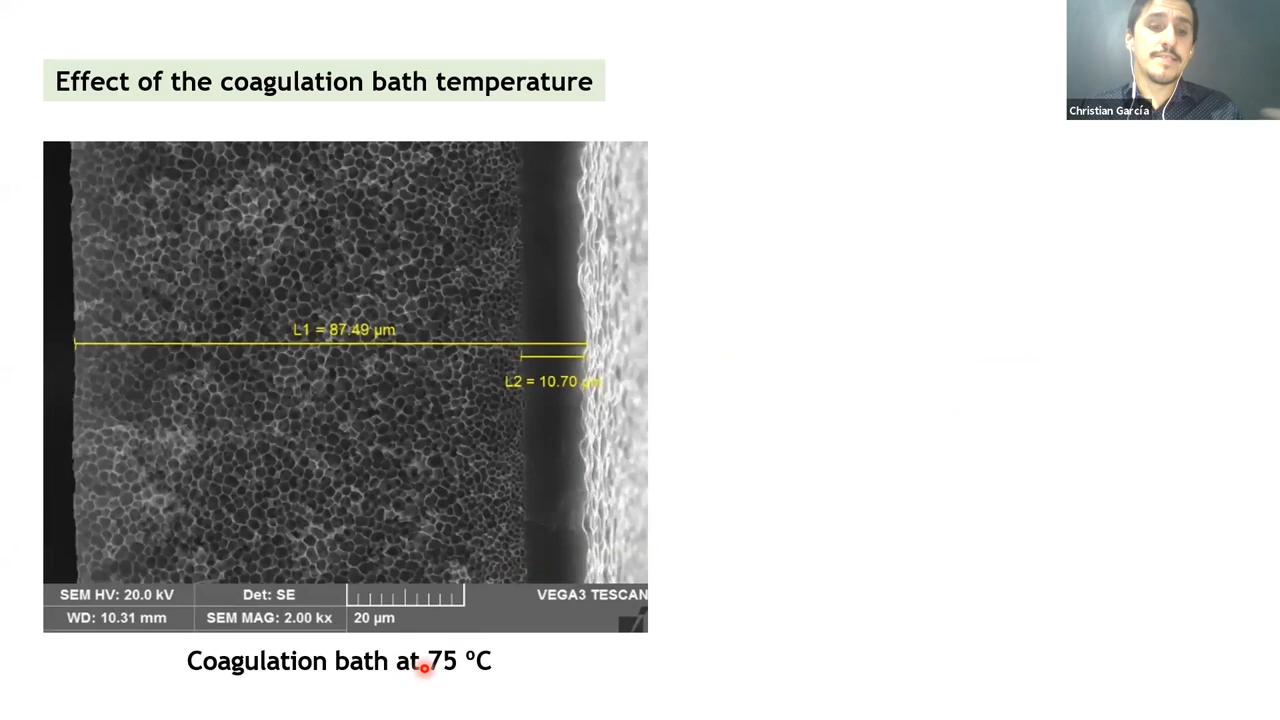 Effect of the coagulation bath temperature
Christian García
L1 = 87.49 µm
L2 = 10.70 µm
SEM HV: 20.0 kV
Det: SE
VEGA3 TESCAN
WD: 10.31 mm
SEM MAG: 2.00 kx
20 µm
Coagulation bath at 75 ºC